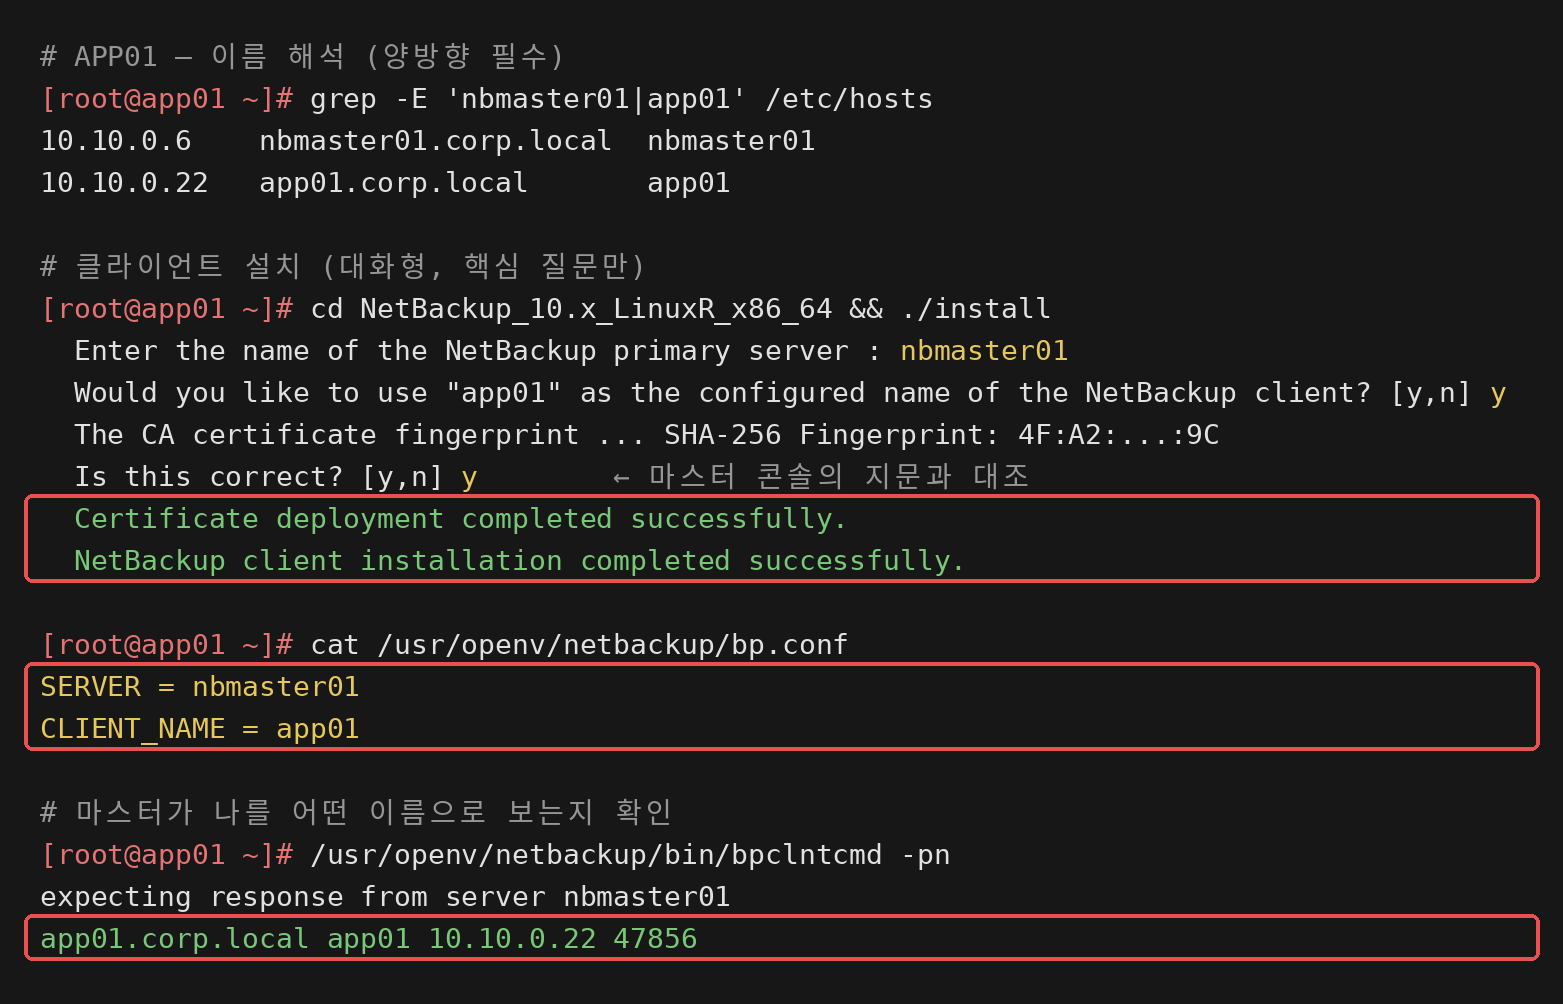 # APP01 — 이름 해석 (양방향 필수)
[root@app01 ~]# grep -E 'nbmaster01|app01' /etc/hosts
10.10.0.6    nbmaster01.corp.local  nbmaster01
10.10.0.22   app01.corp.local       app01
# 클라이언트 설치 (대화형, 핵심 질문만)
[root@app01 ~]# cd NetBackup_10.x_LinuxR_x86_64 && ./install
  Enter the name of the NetBackup primary server : nbmaster01
  Would you like to use "app01" as the configured name of the NetBackup client? [y,n] y
  The CA certificate fingerprint ... SHA-256 Fingerprint: 4F:A2:...:9C
  Is this correct? [y,n] y        ← 마스터 콘솔의 지문과 대조
  Certificate deployment completed successfully.
  NetBackup client installation completed successfully.
[root@app01 ~]# cat /usr/openv/netbackup/bp.conf
SERVER = nbmaster01
CLIENT_NAME = app01
# 마스터가 나를 어떤 이름으로 보는지 확인
[root@app01 ~]# /usr/openv/netbackup/bin/bpclntcmd -pn
expecting response from server nbmaster01
app01.corp.local app01 10.10.0.22 47856